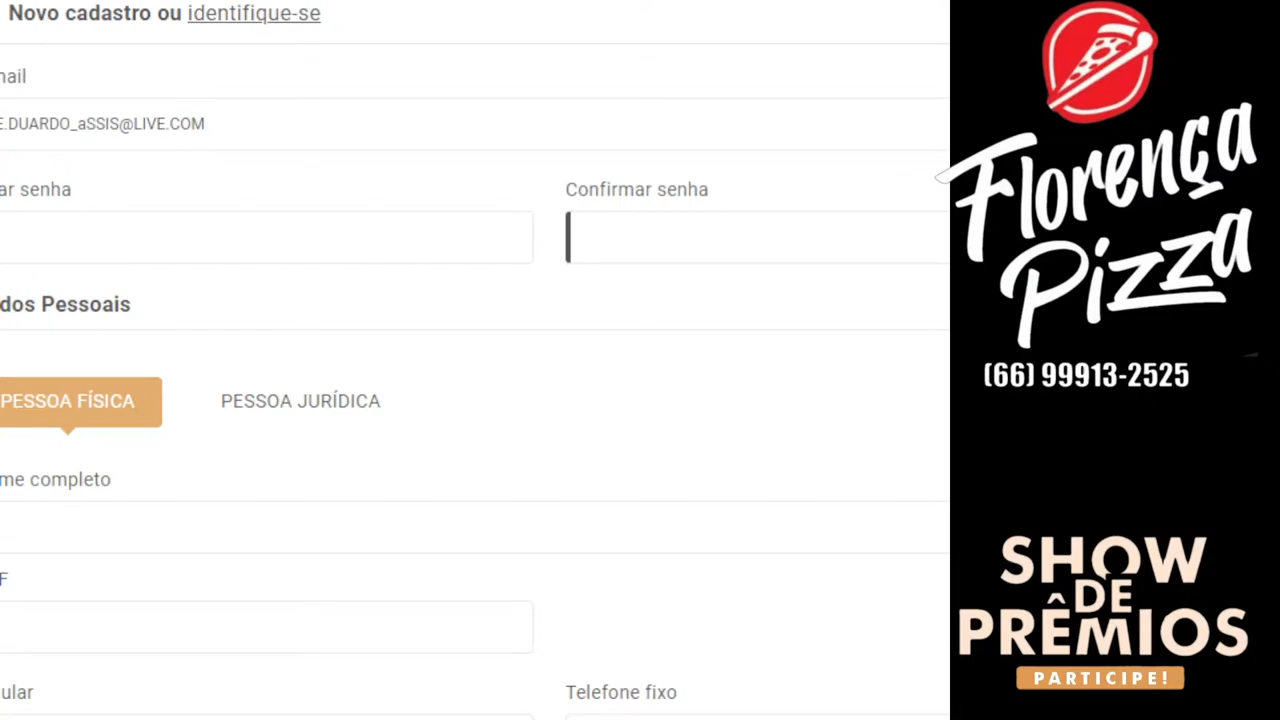 Novo cadastro ou identifique-se
mail
E.DUARDO_aSSIS@LIVE.COM
ar senha
Confirmar senha
dos Pessoais
PESSOA FÍSICA
PESSOA JURÍDICA
me completo
F
ular
Telefone fixo
Florença
Pizza
(66) 99913-2525
SHOW
DE
PRÊMIOS
PARTICIPE!